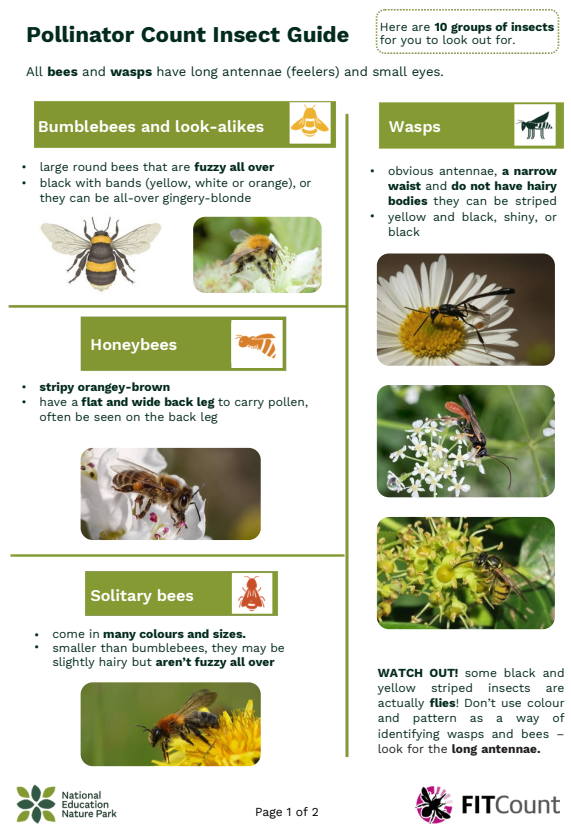 Pollinator Count Insect Guide
Here are 10 groups of insects
for you to look out for.
All bees and wasps have long antennae (feelers) and small eyes.
Bumblebees and look-alikes
• large round bees that are fuzzy all over
• black with bands (yellow, white or orange), or
they can be all-over gingery-blonde
Honeybees
• stripy orangey-brown
• have a flat and wide back leg to carry pollen,
often be seen on the back leg
Solitary bees
• come in many colours and sizes.
• smaller than bumblebees, they may be
slightly hairy but aren’t fuzzy all over
Wasps
• obvious antennae, a narrow
waist and do not have hairy
bodies they can be striped
• yellow and black, shiny, or
black
WATCH OUT! some black and
yellow striped insects are
actually flies! Don’t use colour
and pattern as a way of
identifying wasps and bees –
look for the long antennae.
National
Education
Nature Park
Page 1 of 2
FITCount